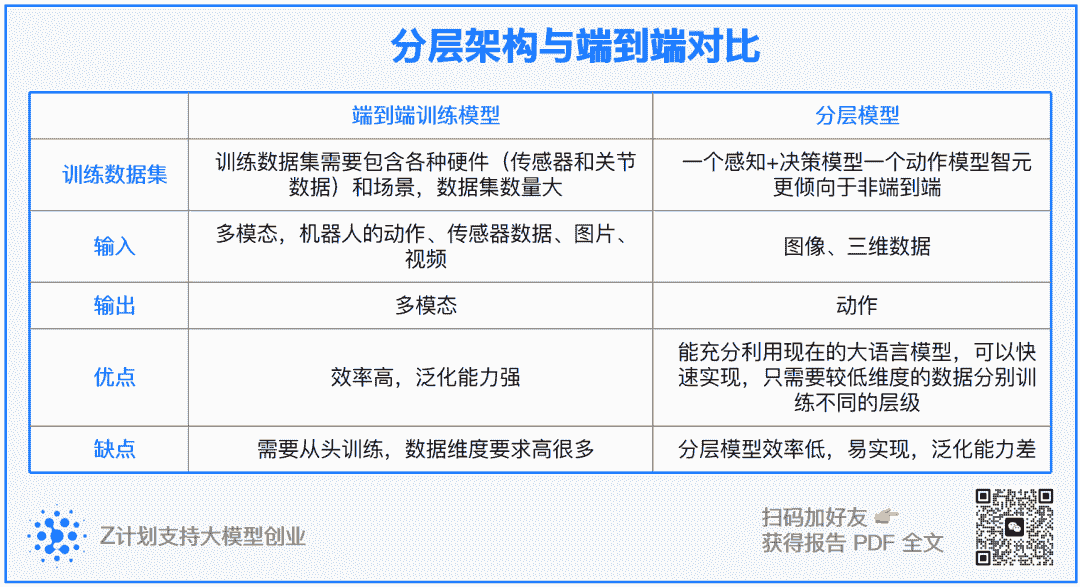 分层架构与端到端对比
端到端训练模型
分层模型
训练数据集
训练数据集需要包含各种硬件（传感器和关节
数据）和场景，数据集数量大
一个感知+决策模型一个动作模型智元
更倾向于非端到端
输入
多模态，机器人的动作、传感器数据、图片、
视频
图像、三维数据
输出
多模态
动作
优点
效率高，泛化能力强
能充分利用现在的大语言模型，可以快
速实现，只需要较低维度的数据分别训
练不同的层级
缺点
需要从头训练，数据维度要求高很多
分层模型效率低，易实现，泛化能力差
Z计划支持大模型创业
扫码加好友
获得报告 PDF 全文